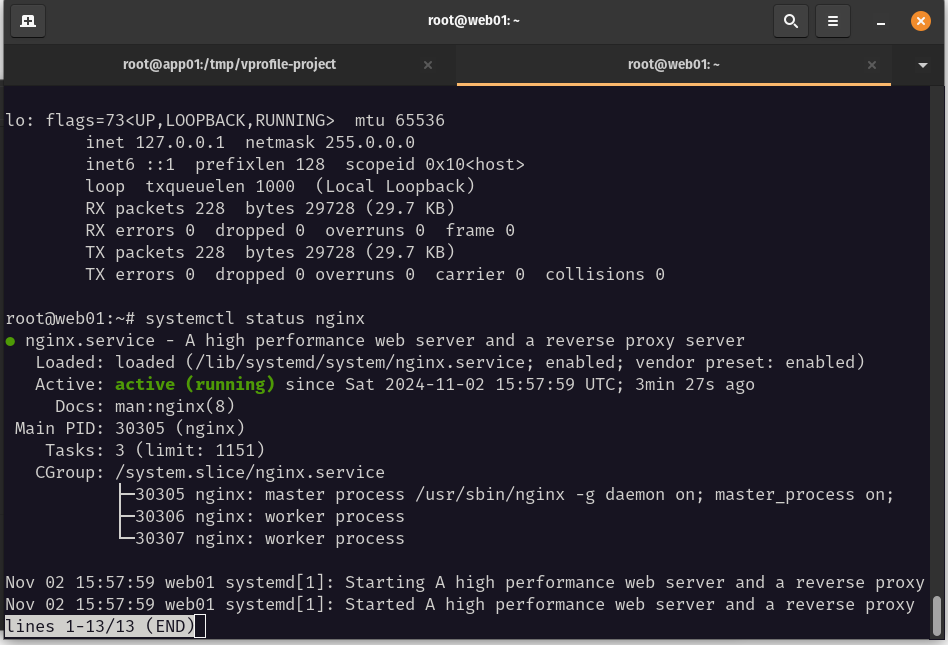 root@web01: ~
root@app01:/tmp/vprofile-project
root@web01: ~
lo: flags=73<UP,LOOPBACK,RUNNING>  mtu 65536
        inet 127.0.0.1  netmask 255.0.0.0
        inet6 ::1  prefixlen 128  scopeid 0x10<host>
        loop  txqueuelen 1000  (Local Loopback)
        RX packets 228  bytes 29728 (29.7 KB)
        RX errors 0  dropped 0  overruns 0  frame 0
        TX packets 228  bytes 29728 (29.7 KB)
        TX errors 0  dropped 0 overruns 0  carrier 0  collisions 0
root@web01:~# systemctl status nginx
● nginx.service - A high performance web server and a reverse proxy server
   Loaded: loaded (/lib/systemd/system/nginx.service; enabled; vendor preset: enabled)
   Active: active (running) since Sat 2024-11-02 15:57:59 UTC; 3min 27s ago
     Docs: man:nginx(8)
 Main PID: 30305 (nginx)
    Tasks: 3 (limit: 1151)
   CGroup: /system.slice/nginx.service
           ├─30305 nginx: master process /usr/sbin/nginx -g daemon on; master_process on;
           ├─30306 nginx: worker process
           └─30307 nginx: worker process
Nov 02 15:57:59 web01 systemd[1]: Starting A high performance web server and a reverse proxy
Nov 02 15:57:59 web01 systemd[1]: Started A high performance web server and a reverse proxy
lines 1-13/13 (END)